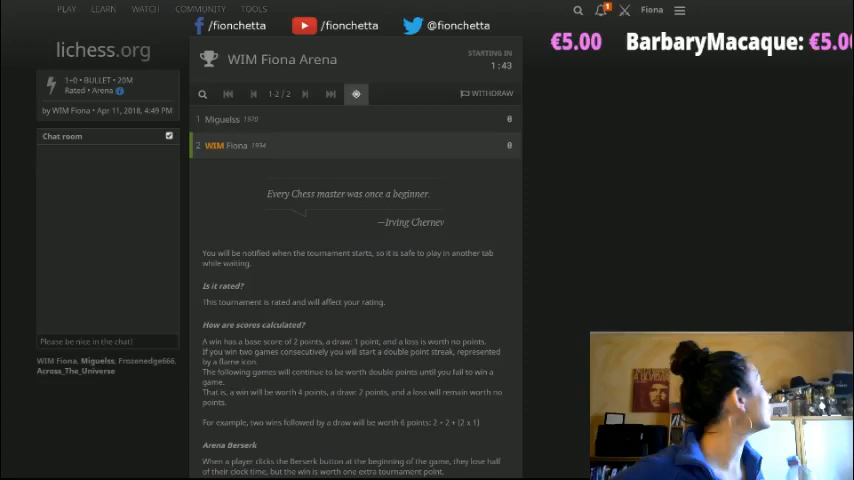 PLAY LEARN WATCH COMMUNITY TOOLS
1 Fiona
/fionchetta /fionchetta @fionchetta
lichess.org
WIM Fiona Arena
STARTING IN
1:43
€5.00 BarbaryMacaque: €5.0
1+0 • BULLET • 20M
Rated • Arena
by WIM Fiona • Apr 11, 2018, 4:49 PM
1-2 / 2
WITHDRAW
1 Miguelss 1970 0
2 WIM Fiona 1934 0
Chat room
Every Chess master was once a beginner.
—Irving Chernev
You will be notified when the tournament starts, so it is safe to play in another tab
while waiting.
Is it rated?
This tournament is rated and will affect your rating.
How are scores calculated?
A win has a base score of 2 points, a draw: 1 point, and a loss is worth no points.
If you win two games consecutively you will start a double point streak, represented
by a flame icon.
The following games will continue to be worth double points until you fail to win a
game.
That is, a win will be worth 4 points, a draw: 2 points, and a loss will remain worth no
points.
For example, two wins followed by a draw will be worth 6 points: 2 + 2 + (2 x 1)
Arena Berserk
When a player clicks the Berserk button at the beginning of the game, they lose half
of their clock time, but the win is worth one extra tournament point.
Please be nice in the chat!
WIM Fiona, Miguelss, Frozenedge666,
Across_The_Universe